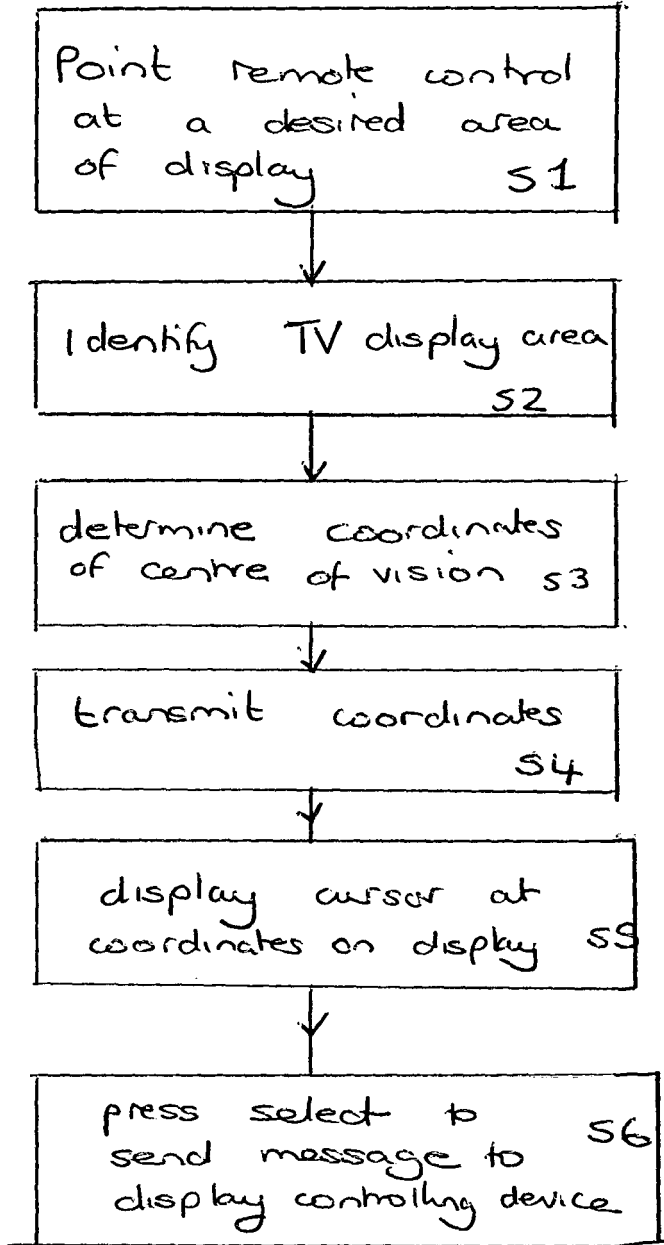 Point remote control
at a desired area
of display S1
Identify TV display area
S2
determine coordinates
of centre of vision S3
transmit coordinates
S4
display cursor at
coordinates on display S5
press select to S6
send message to
display controlling device